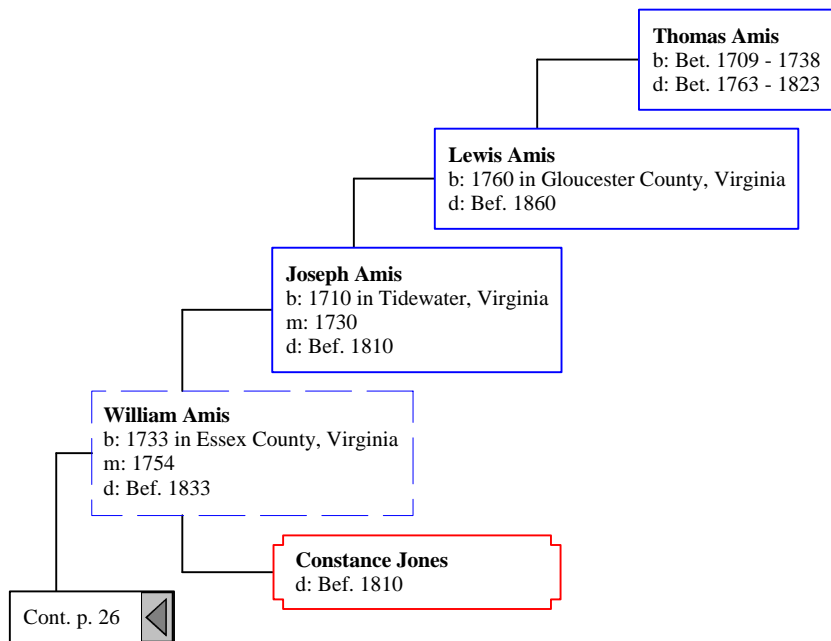 Thomas Amis
b: Bet. 1709 - 1738
d: Bet. 1763 - 1823
Lewis Amis
b: 1760 in Gloucester County, Virginia
d: Bef. 1860
Joseph Amis
b: 1710 in Tidewater, Virginia
m: 1730
d: Bef. 1810
William Amis
b: 1733 in Essex County, Virginia
m: 1754
d: Bef. 1833
Constance Jones
d: Bef. 1810
Cont. p. 26